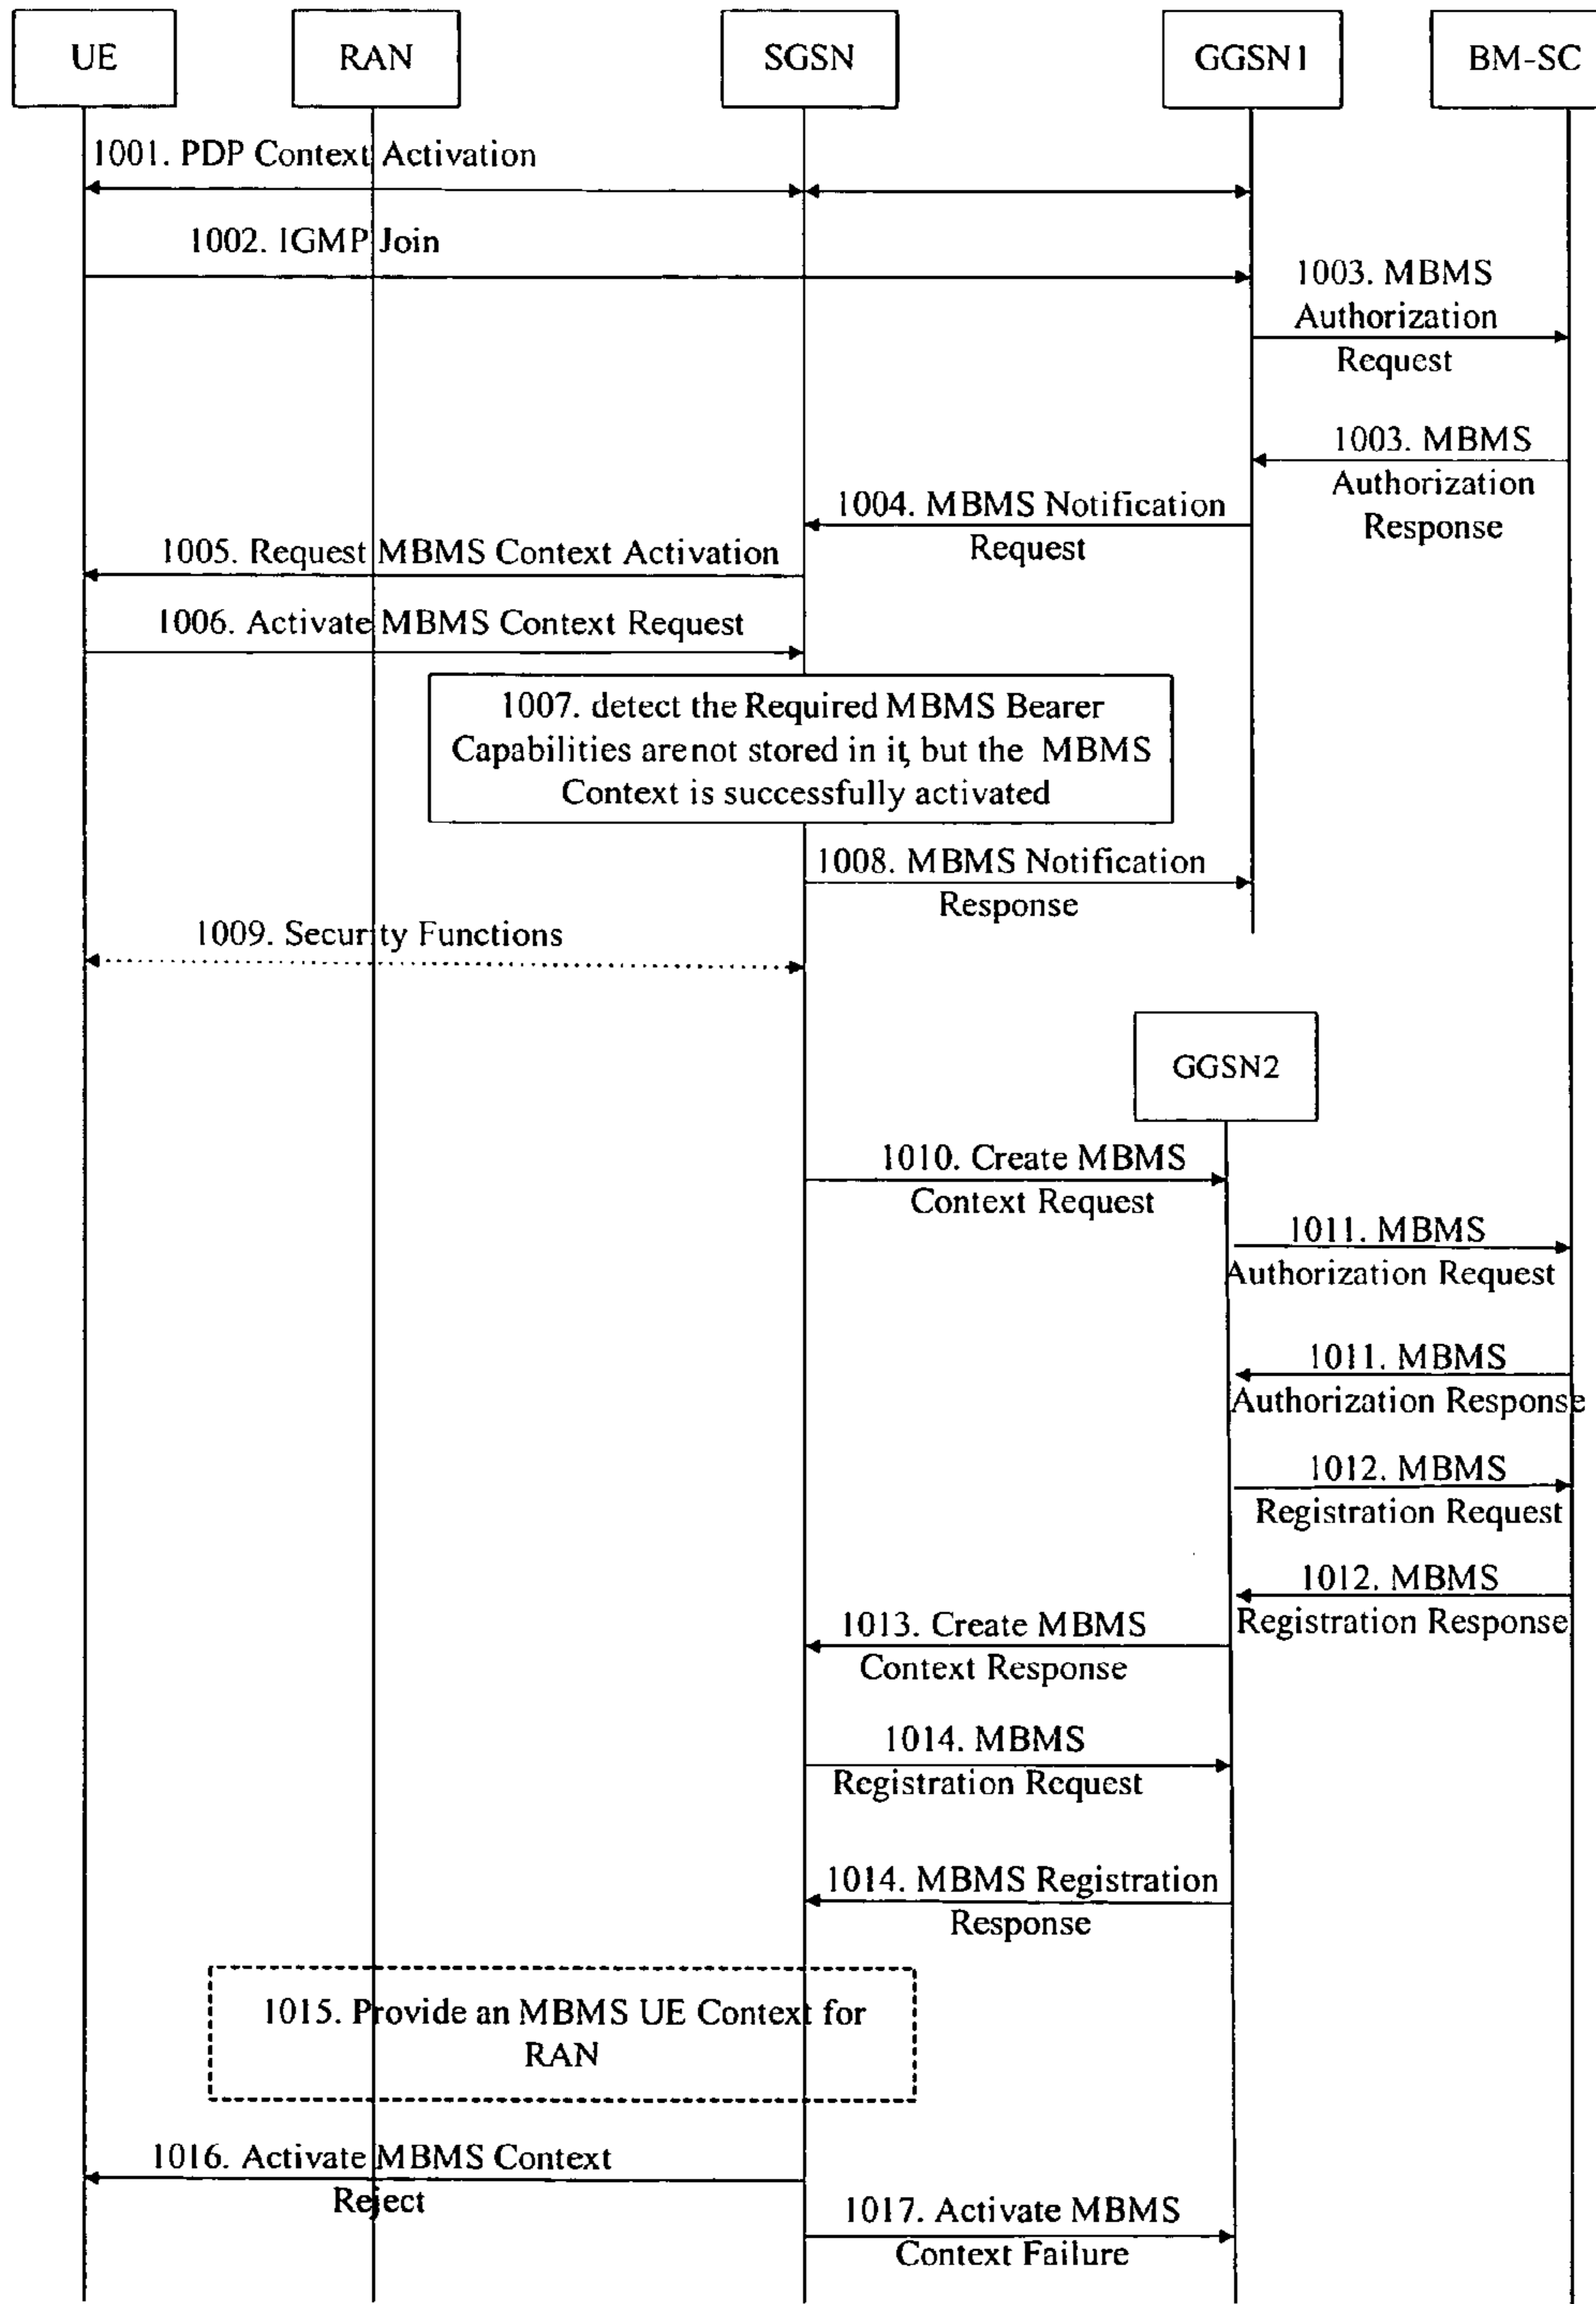 UE
RAN
SGSN
GGSN1
BM-SC
1001. PDP Context Activation
1002. IGMP Join
1003. MBMS
Authorization
Request
1003. MBMS
Authorization
Response
1004. MBMS Notification
Request
1005. Request MBMS Context Activation
1006. Activate MBMS Context Request
1007. detect the Required MBMS Bearer
Capabilities are not stored in it, but the MBMS
Context is successfully activated
1008. MBMS Notification
Response
1009. Security Functions
GGSN2
1010. Create MBMS
Context Request
1011. MBMS
Authorization Request
1011. MBMS
Authorization Response
1012. MBMS
Registration Request
1012. MBMS
Registration Response
1013. Create MBMS
Context Response
1014. MBMS
Registration Request
1014. MBMS Registration
Response
1015. Provide an MBMS UE Context for
RAN
1016. Activate MBMS Context
Reject
1017. Activate MBMS
Context Failure